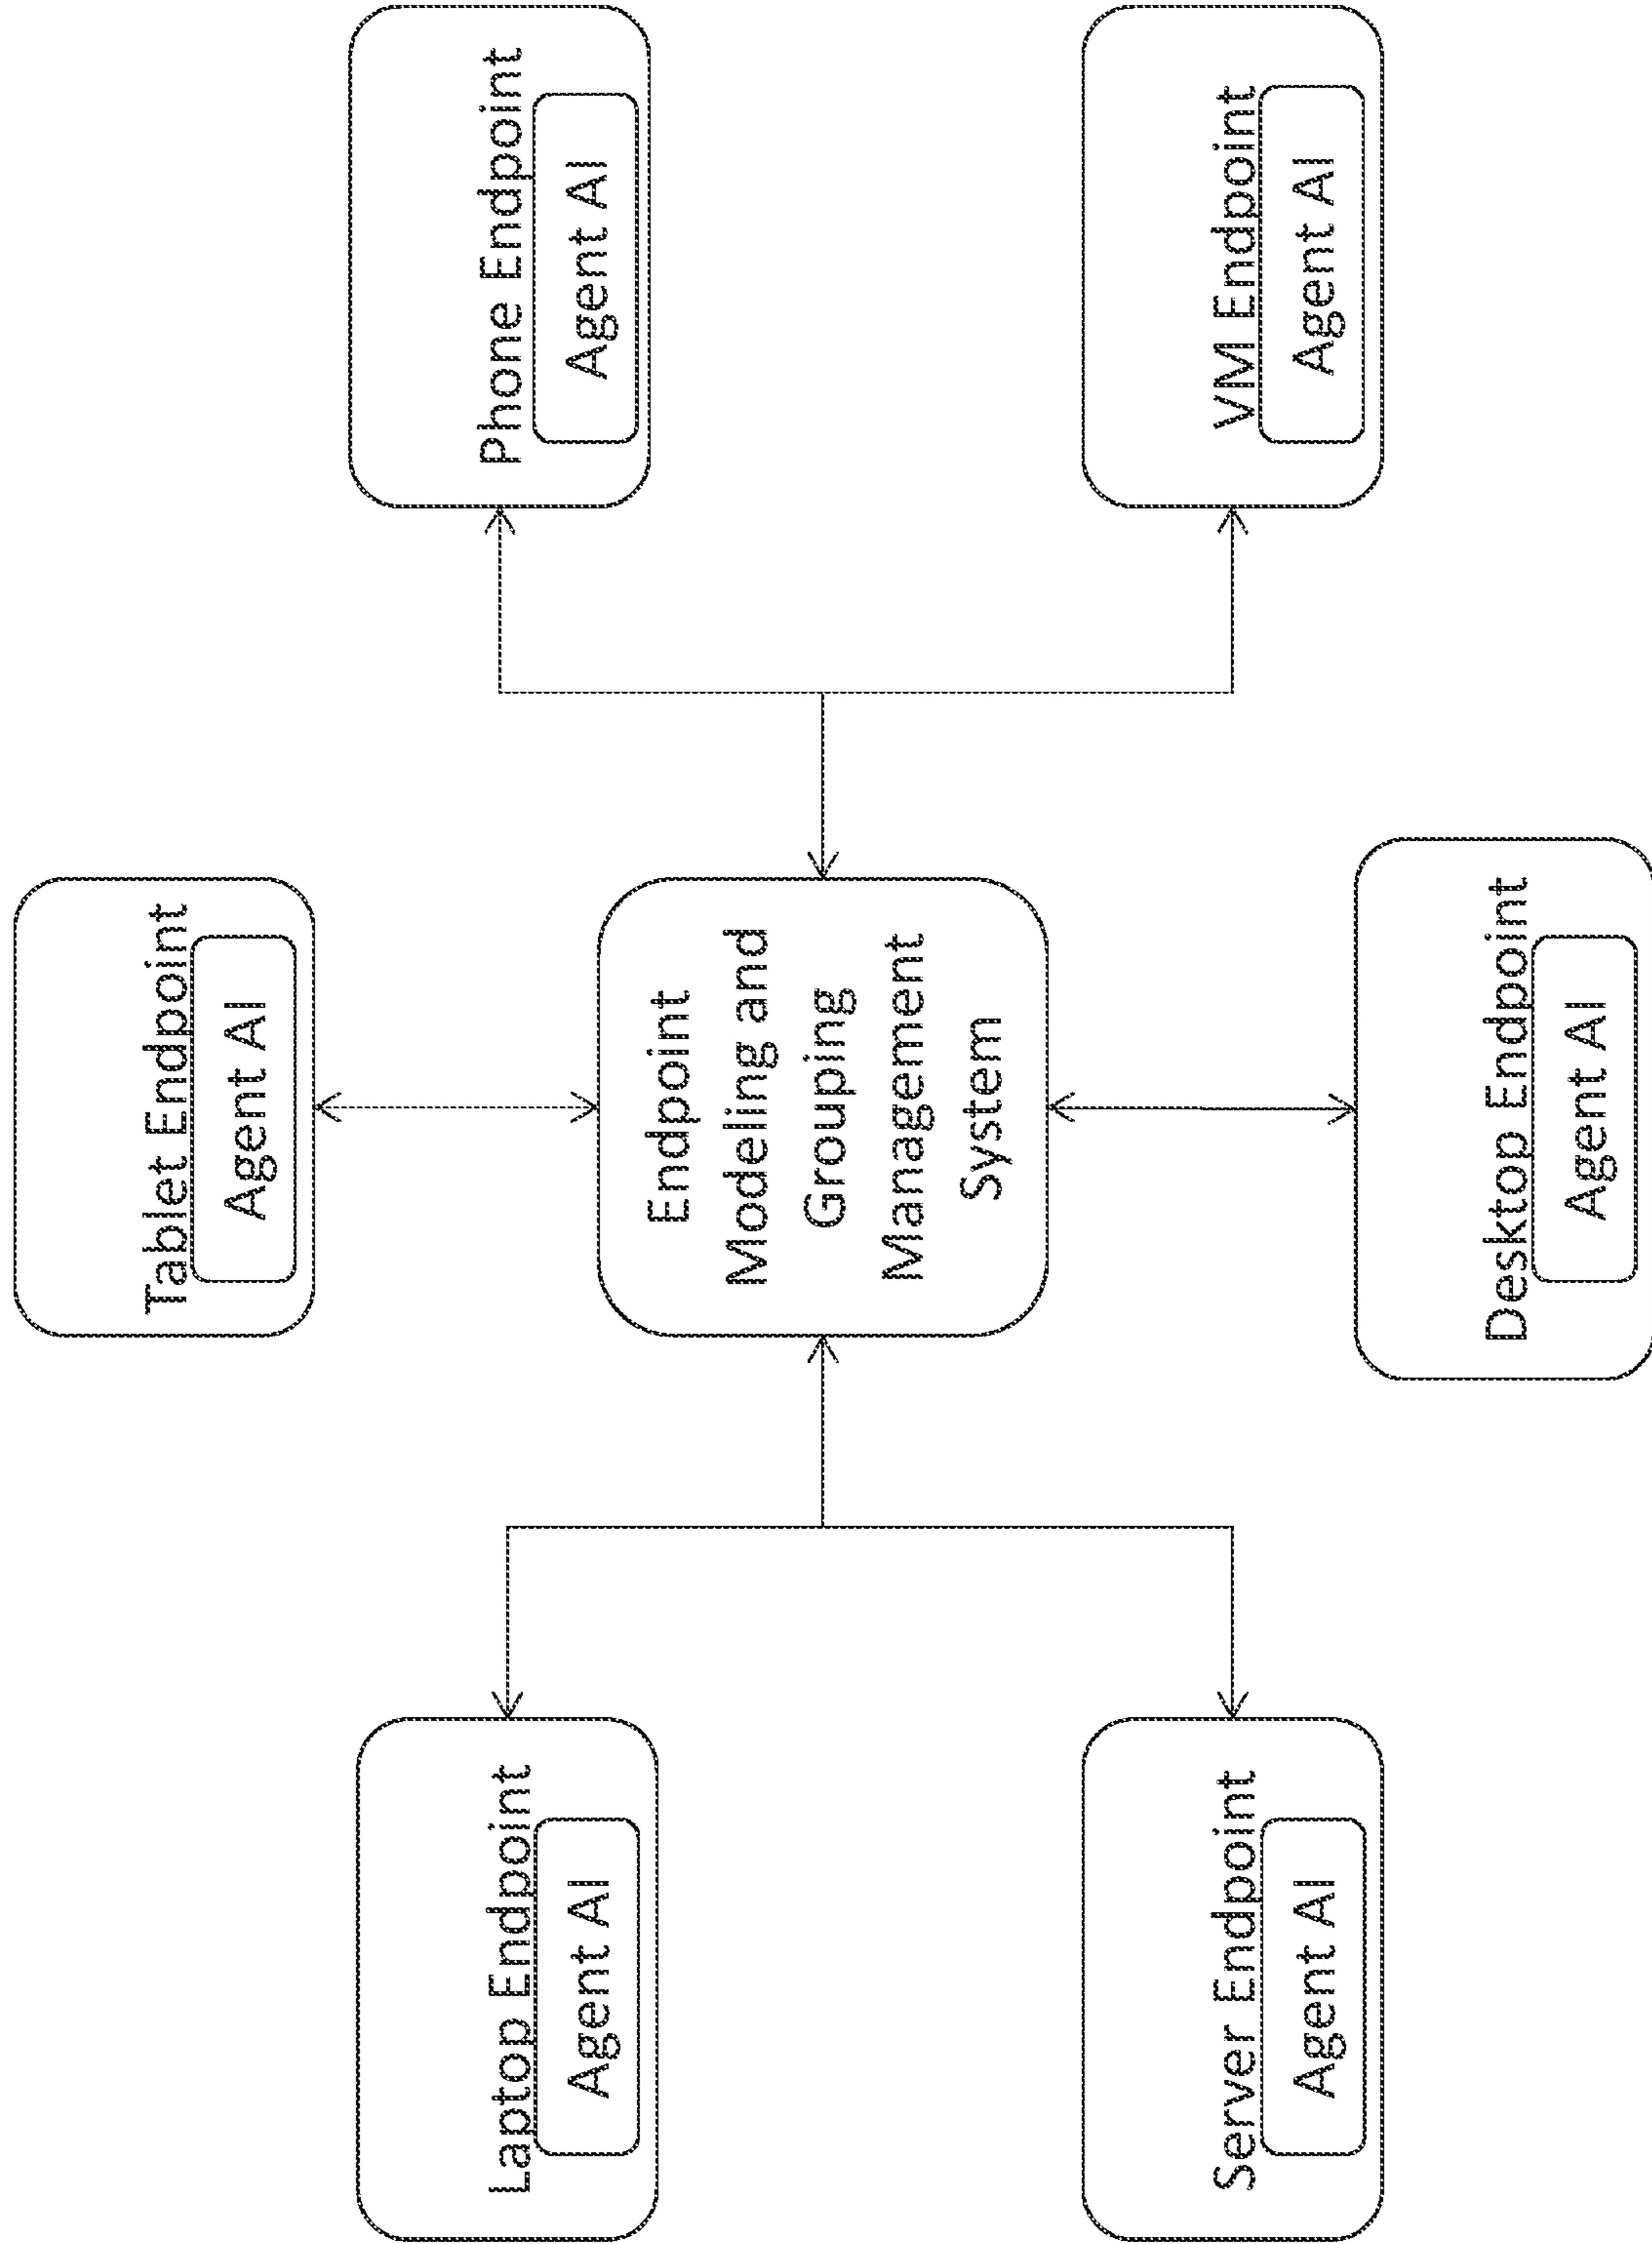 Tablet Endpoint
Agent AI
Laptop Endpoint
Agent AI
Phone Endpoint
Agent AI
Endpoint
Modeling and
Grouping
Management
System
Server Endpoint
Agent AI
VM Endpoint
Agent AI
Desktop Endpoint
Agent AI